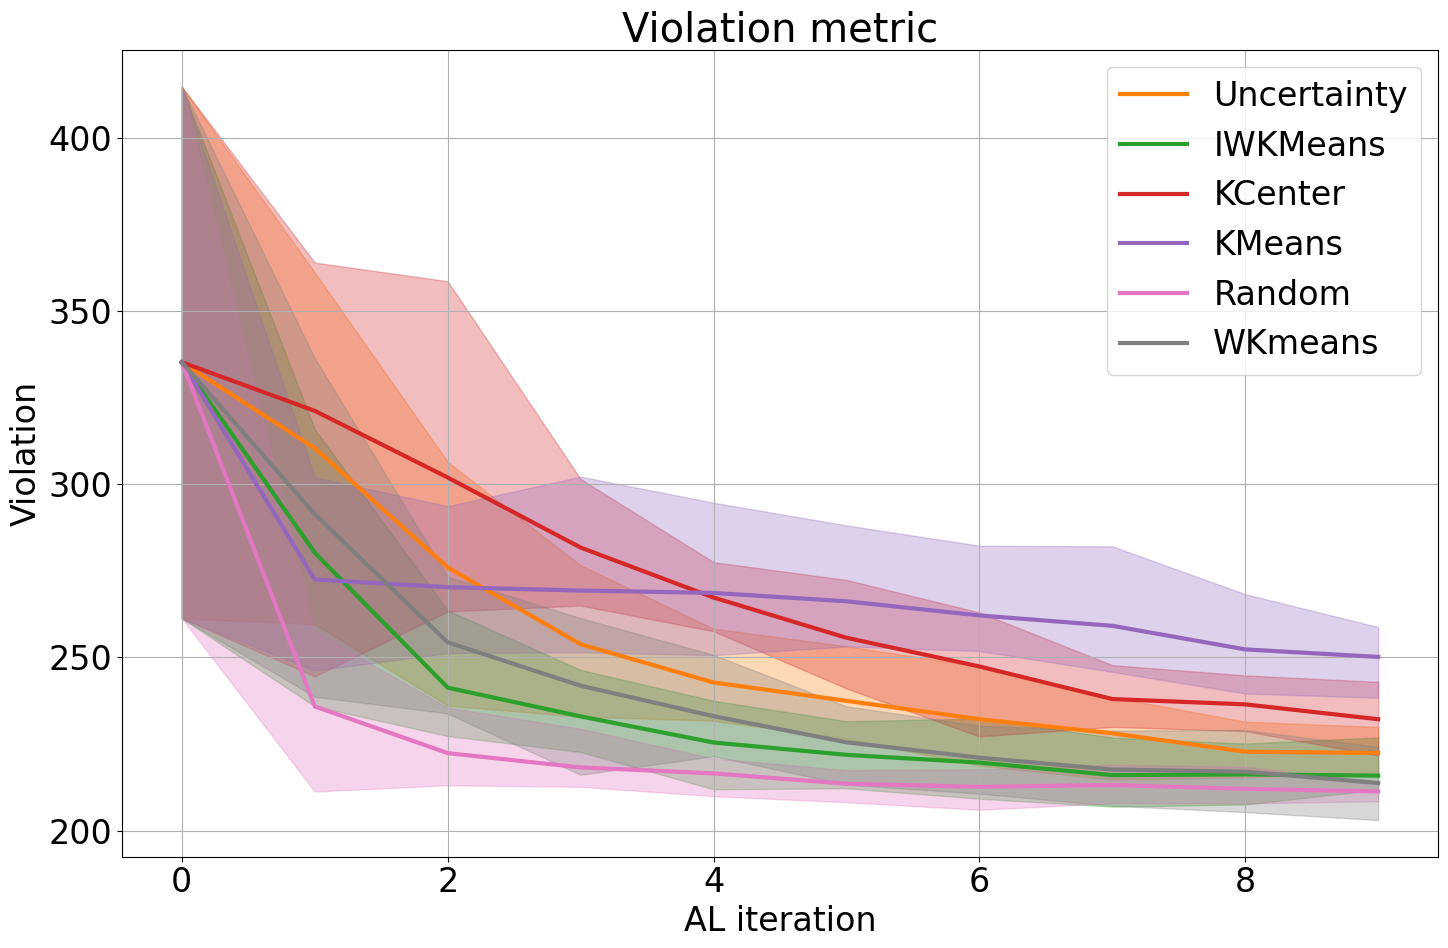 Violation metric
Uncertainty
IWKMeans
KCenter
KMeans
Random
WKmeans
Violation
400
350
300
250
200
0 2 4 6 8
AL iteration